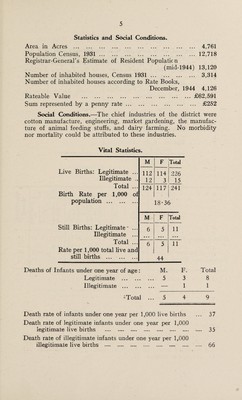 5
Statistics and Social Conditions.
Area in Acres ... ... ... ... ... ... ... ... ... 4,761
Population Census, 1931 ... ... ... ... ... ... ... 12,718
Registrar-General's Estimate of Resident Population
(mid-1944) 13,120
Number of inhabited houses, Census 1931 ... ... ... ... 3,314
Number of inhabited houses according to Rate Books,
December, 1944 4,126
Rateable Value ... ... ... ... ... ... ... ... £62,591
Sum represented by a penny rate ... ... ... ... ... £252
Social Conditions.—The chief industries of the district were
cotton manufacture, engineering, market gardening, the manufac-
ture of animal feeding stuffs, and dairy farming. No morbidity
nor mortality could be attributed to these industries.
Vital Statistics.
M F Total
Live Births: Legitimate ... 112 114 226
Illegitimate ... 12 3 15
Total ... 124 117 241
Birth Rate per 1,000 of
population ... ... ... 18·36
M F Total
Still Births: Legitimate ... 6 5 11
Illegitimate ... ... ... ...
Total ... 6 5 11
Rate per 1,000 total live and
still births ... ... ... 44
Deaths of Infants under one year of age: M. F. Total
Legitimate ... ... ... 5 3 8
Illegitimate ... ... ... — 1 1
Total ... 5 4 9
Death rate of infants under one year per 1,000 live births ... 37
Death rate of legitimate infants under one year per 1,000
legitimate live births ... ... ... ... ... ... ... 35
Death rate of illegitimate infants under one year per 1,000
illegitimate live births ... ... ... ... ... ... ... 66